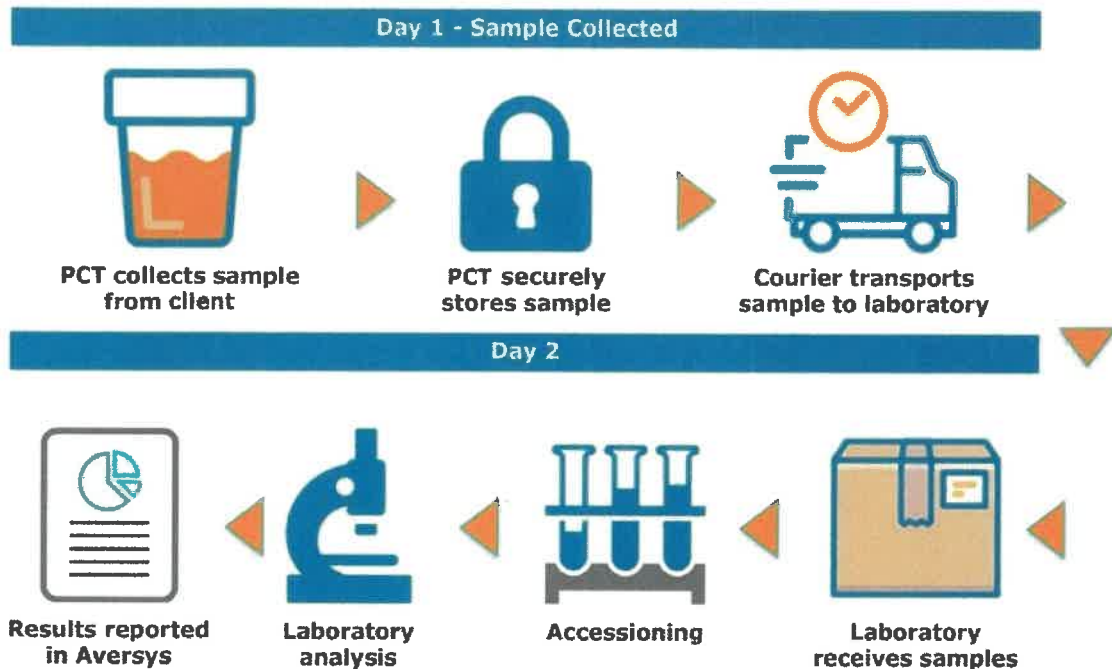 Day 1 - Sample Collected
PCT collects sample
from client
PCT securely
stores sample
Courier transports
sample to laboratory
Day 2
Laboratory
receives samples
Accessioning
Laboratory
analysis
Results reported
in Aversys